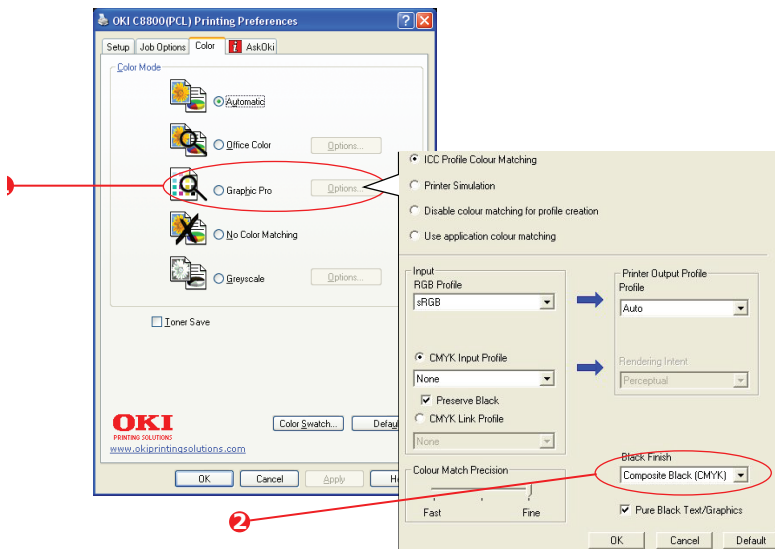 OKI C8800(PCL) Printing Preferences
Setup Job Options Color AskOki
Color Mode
Automatic
Office Color Options...
Graphic Pro Options...
No Color Matching
Greyscale Options...
Toner Save
OKI
PRINTING SOLUTIONS
www.okiprintingsolutions.com
Color Swatch...
OK Cancel Apply
ICC Profile Colour Matching
Printer Simulation
Disable colour matching for profile creation
Use application colour matching
Input
RGB Profile
sRGB
CMYK Input Profile
None
Preserve Black
CMYK Link Profile
None
Printer Output Profile
Profile
Auto
Rendering Intent
Perceptual
Colour Match Precision
Fast Fine
Black Finish
Composite Black (CMYK)
Pure Black Text/Graphics
OK Cancel Default
2